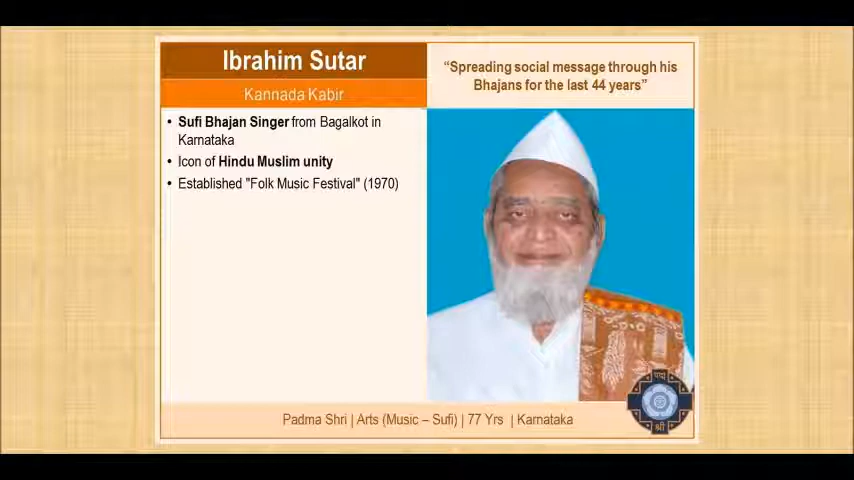 Ibrahim Sutar
Kannada Kabir
“Spreading social message through his
Bhajans for the last 44 years”
• Sufi Bhajan Singer from Bagalkot in
Karnataka
• Icon of Hindu Muslim unity
• Established "Folk Music Festival" (1970)
पद्म
श्री
Padma Shri | Arts (Music – Sufi) | 77 Yrs | Karnataka